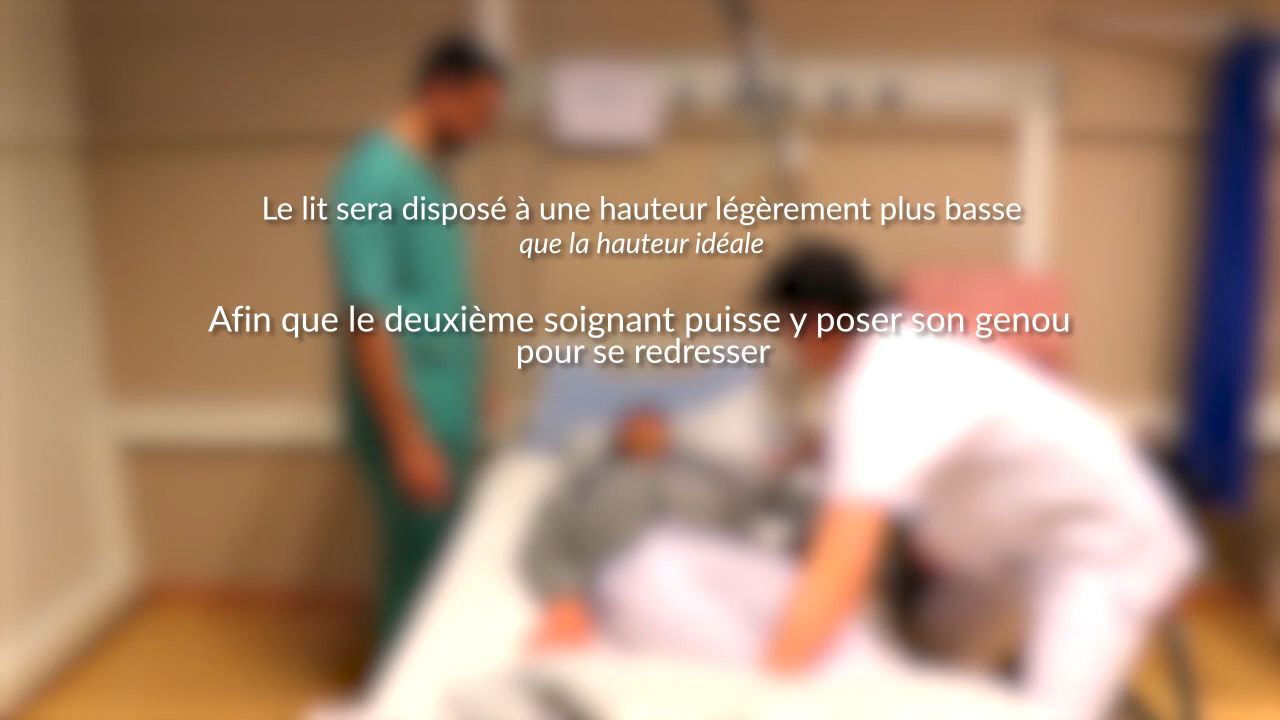 Le lit sera disposé à une hauteur légèrement plus basse
que la hauteur idéale
Afin que le deuxième soignant puisse y poser son genou
pour se redresser